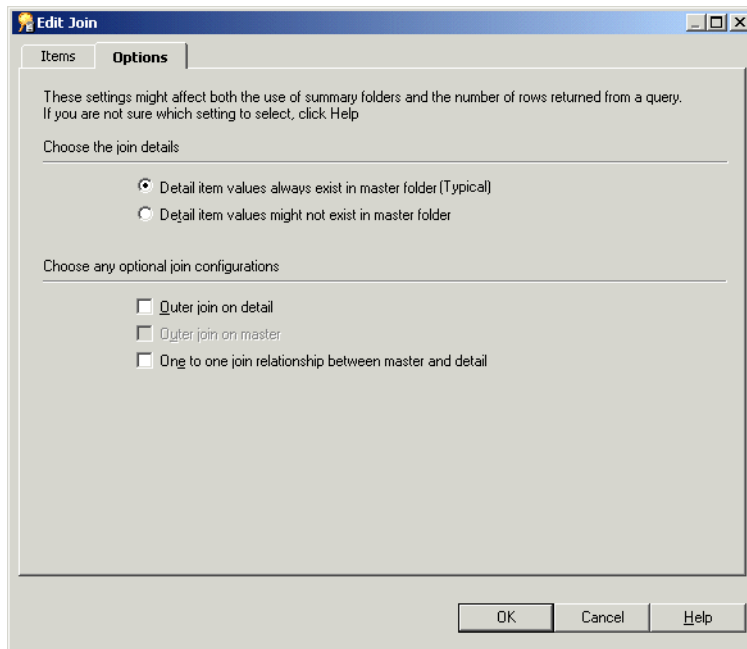 Edit Join
Items Options
These settings might affect both the use of summary folders and the number of rows returned from a query.
If you are not sure which setting to select, click Help
Choose the join details
Detail item values always exist in master folder (Typical)
Detail item values might not exist in master folder
Choose any optional join configurations
Outer join on detail
Outer join on master
One to one join relationship between master and detail
OK Cancel Help